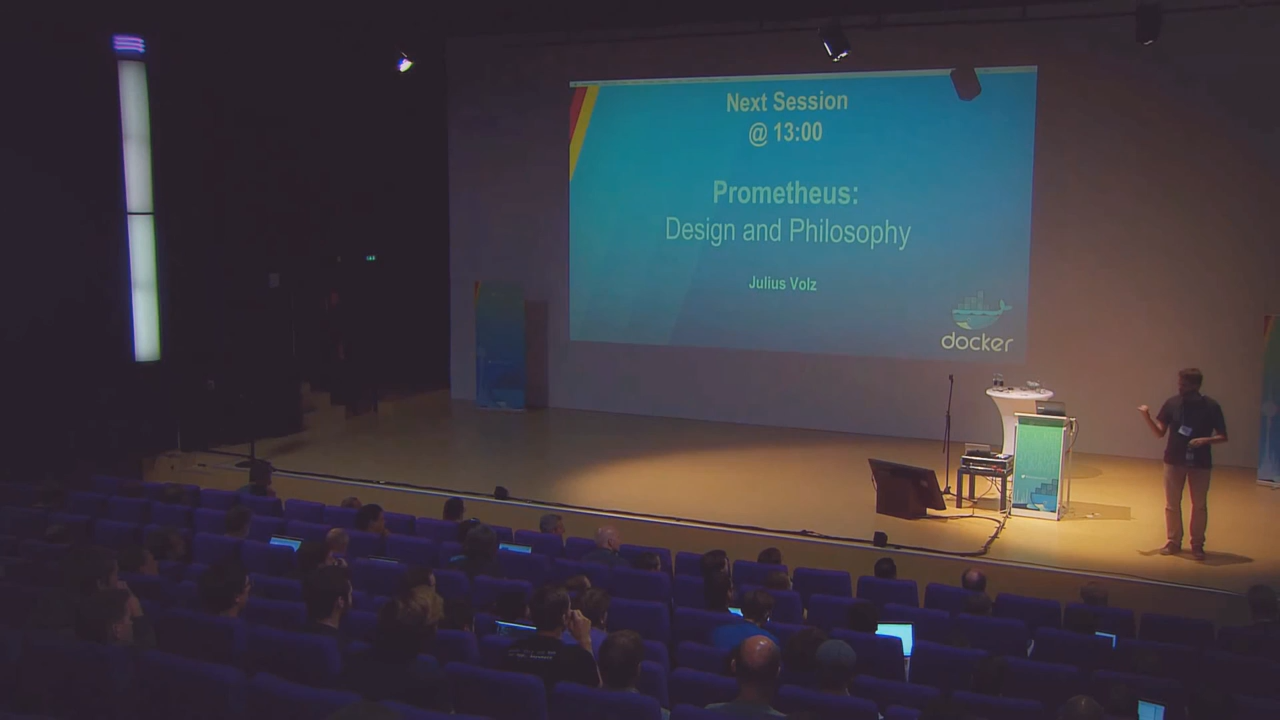 Next Session
@ 13:00
Prometheus:
Design and Philosophy
Julius Volz
docker